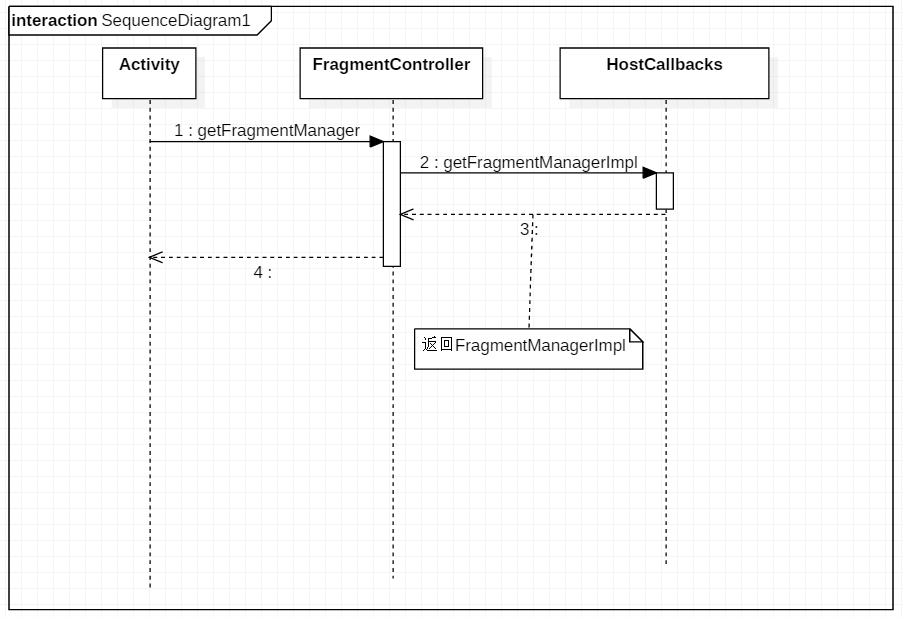 interaction SequenceDiagram1
Activity
FragmentController
HostCallbacks
1 : getFragmentManager
2 : getFragmentManagerImpl
3 :
4 :
返回FragmentManagerImpl